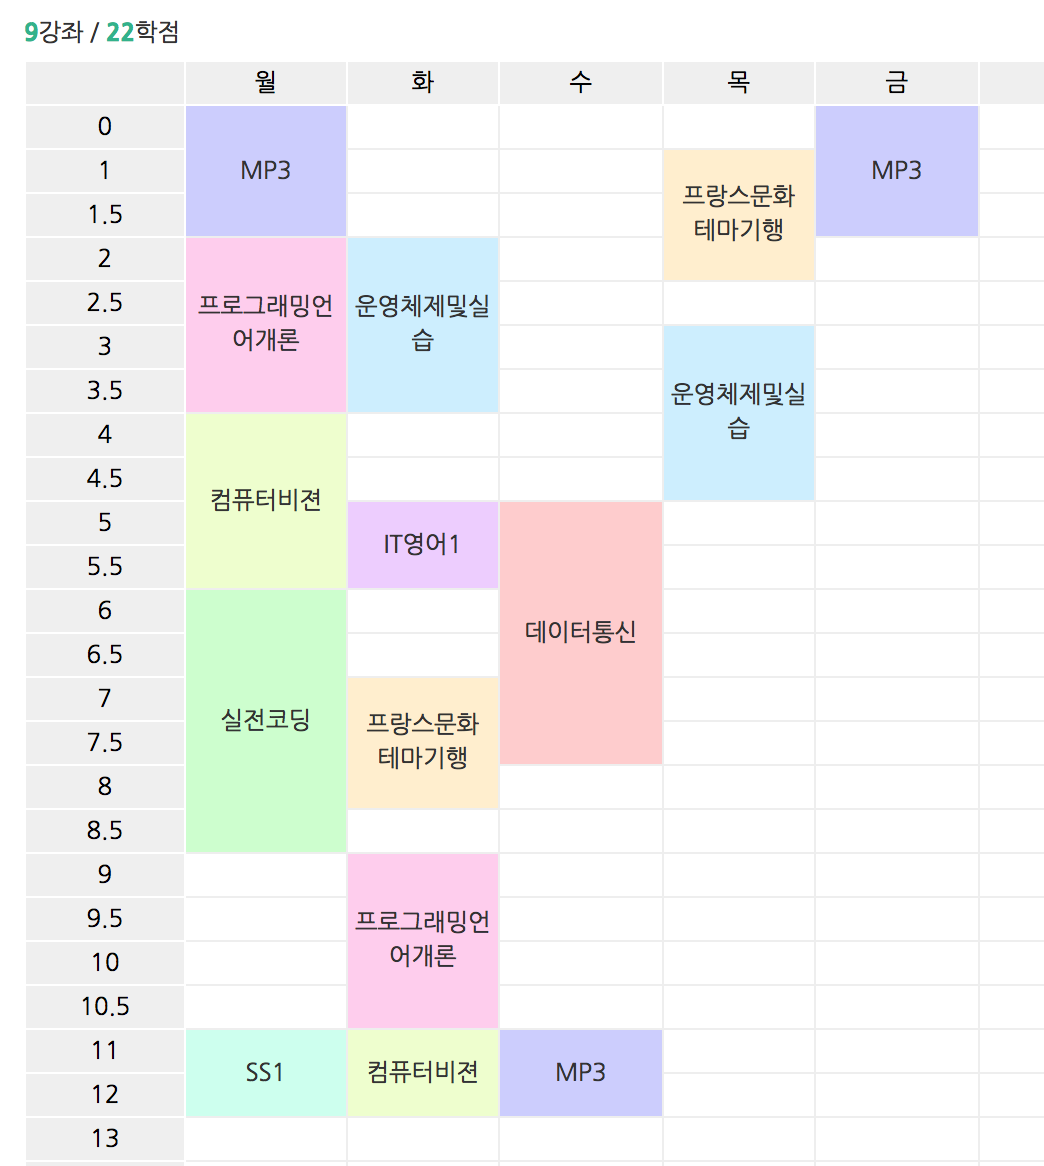 9강좌 / 22학점
월 화 수 목 금
0
1
1.5
2
2.5
3
3.5
4
4.5
5
5.5
6
6.5
7
7.5
8
8.5
9
9.5
10
10.5
11
12
13
MP3
프로그래밍언
어개론
컴퓨터비젼
실전코딩
SS1
운영체제및실
습
IT영어1
프랑스문화
테마기행
프로그래밍언
어개론
컴퓨터비젼
데이터통신
MP3
프랑스문화
테마기행
운영체제및실
습
MP3